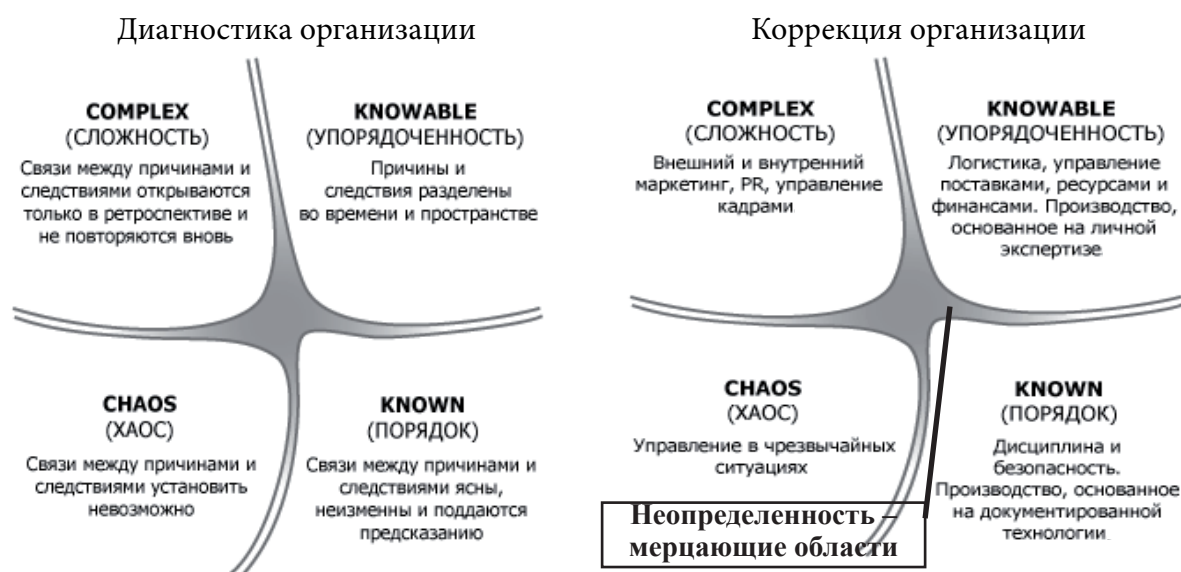 Диагностика организации
COMPLEX
(СЛОЖНОСТЬ)
Связи между причинами и
следствиями открываются
только в ретроспективе и
не повторяются вновь
KNOWABLE
(УПОРЯДОЧЕННОСТЬ)
Причины и
следствия разделены
во времени и пространстве
CHAOS
(ХАОС)
Связи между причинами и
следствиями установить
невозможно
KNOWN
(ПОРЯДОК)
Связи между причинами и
следствиями ясны,
неизменны и поддаются
предсказанию
Коррекция организации
COMPLEX
(СЛОЖНОСТЬ)
Внешний и внутренний
маркетинг, PR, управление
кадрами
KNOWABLE
(УПОРЯДОЧЕННОСТЬ)
Логистика, управление
поставками, ресурсами и
финансами. Производство,
основанное на личной
экспертизе
CHAOS
(ХАОС)
Управление в чрезвычайных
ситуациях
KNOWN
(ПОРЯДОК)
Дисциплина и
безопасность.
Производство, основанное
на документированной
технологии
Неопределенность –
мерцающие области